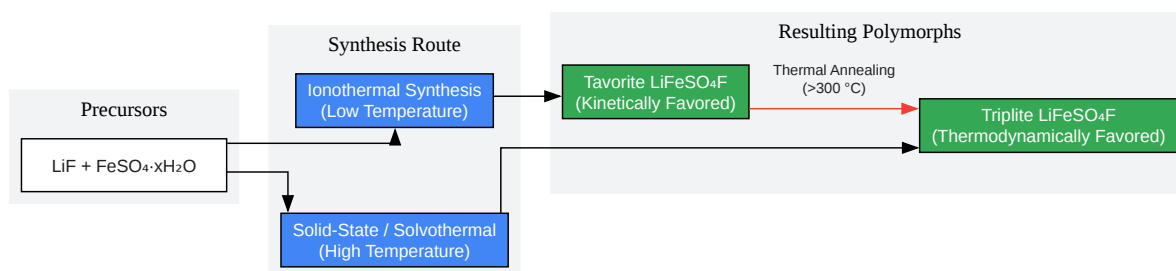 Precursors
LiF + FeSO₄·xH₂O
Synthesis Route
Ionothermal Synthesis
(Low Temperature)
Solid-State / Solvothermal
(High Temperature)
Resulting Polymorphs
Tavorite LiFeSO₄F
(Kinetically Favored)
Thermal Annealing
(>300 °C)
Triplite LiFeSO₄F
(Thermodynamically Favored)